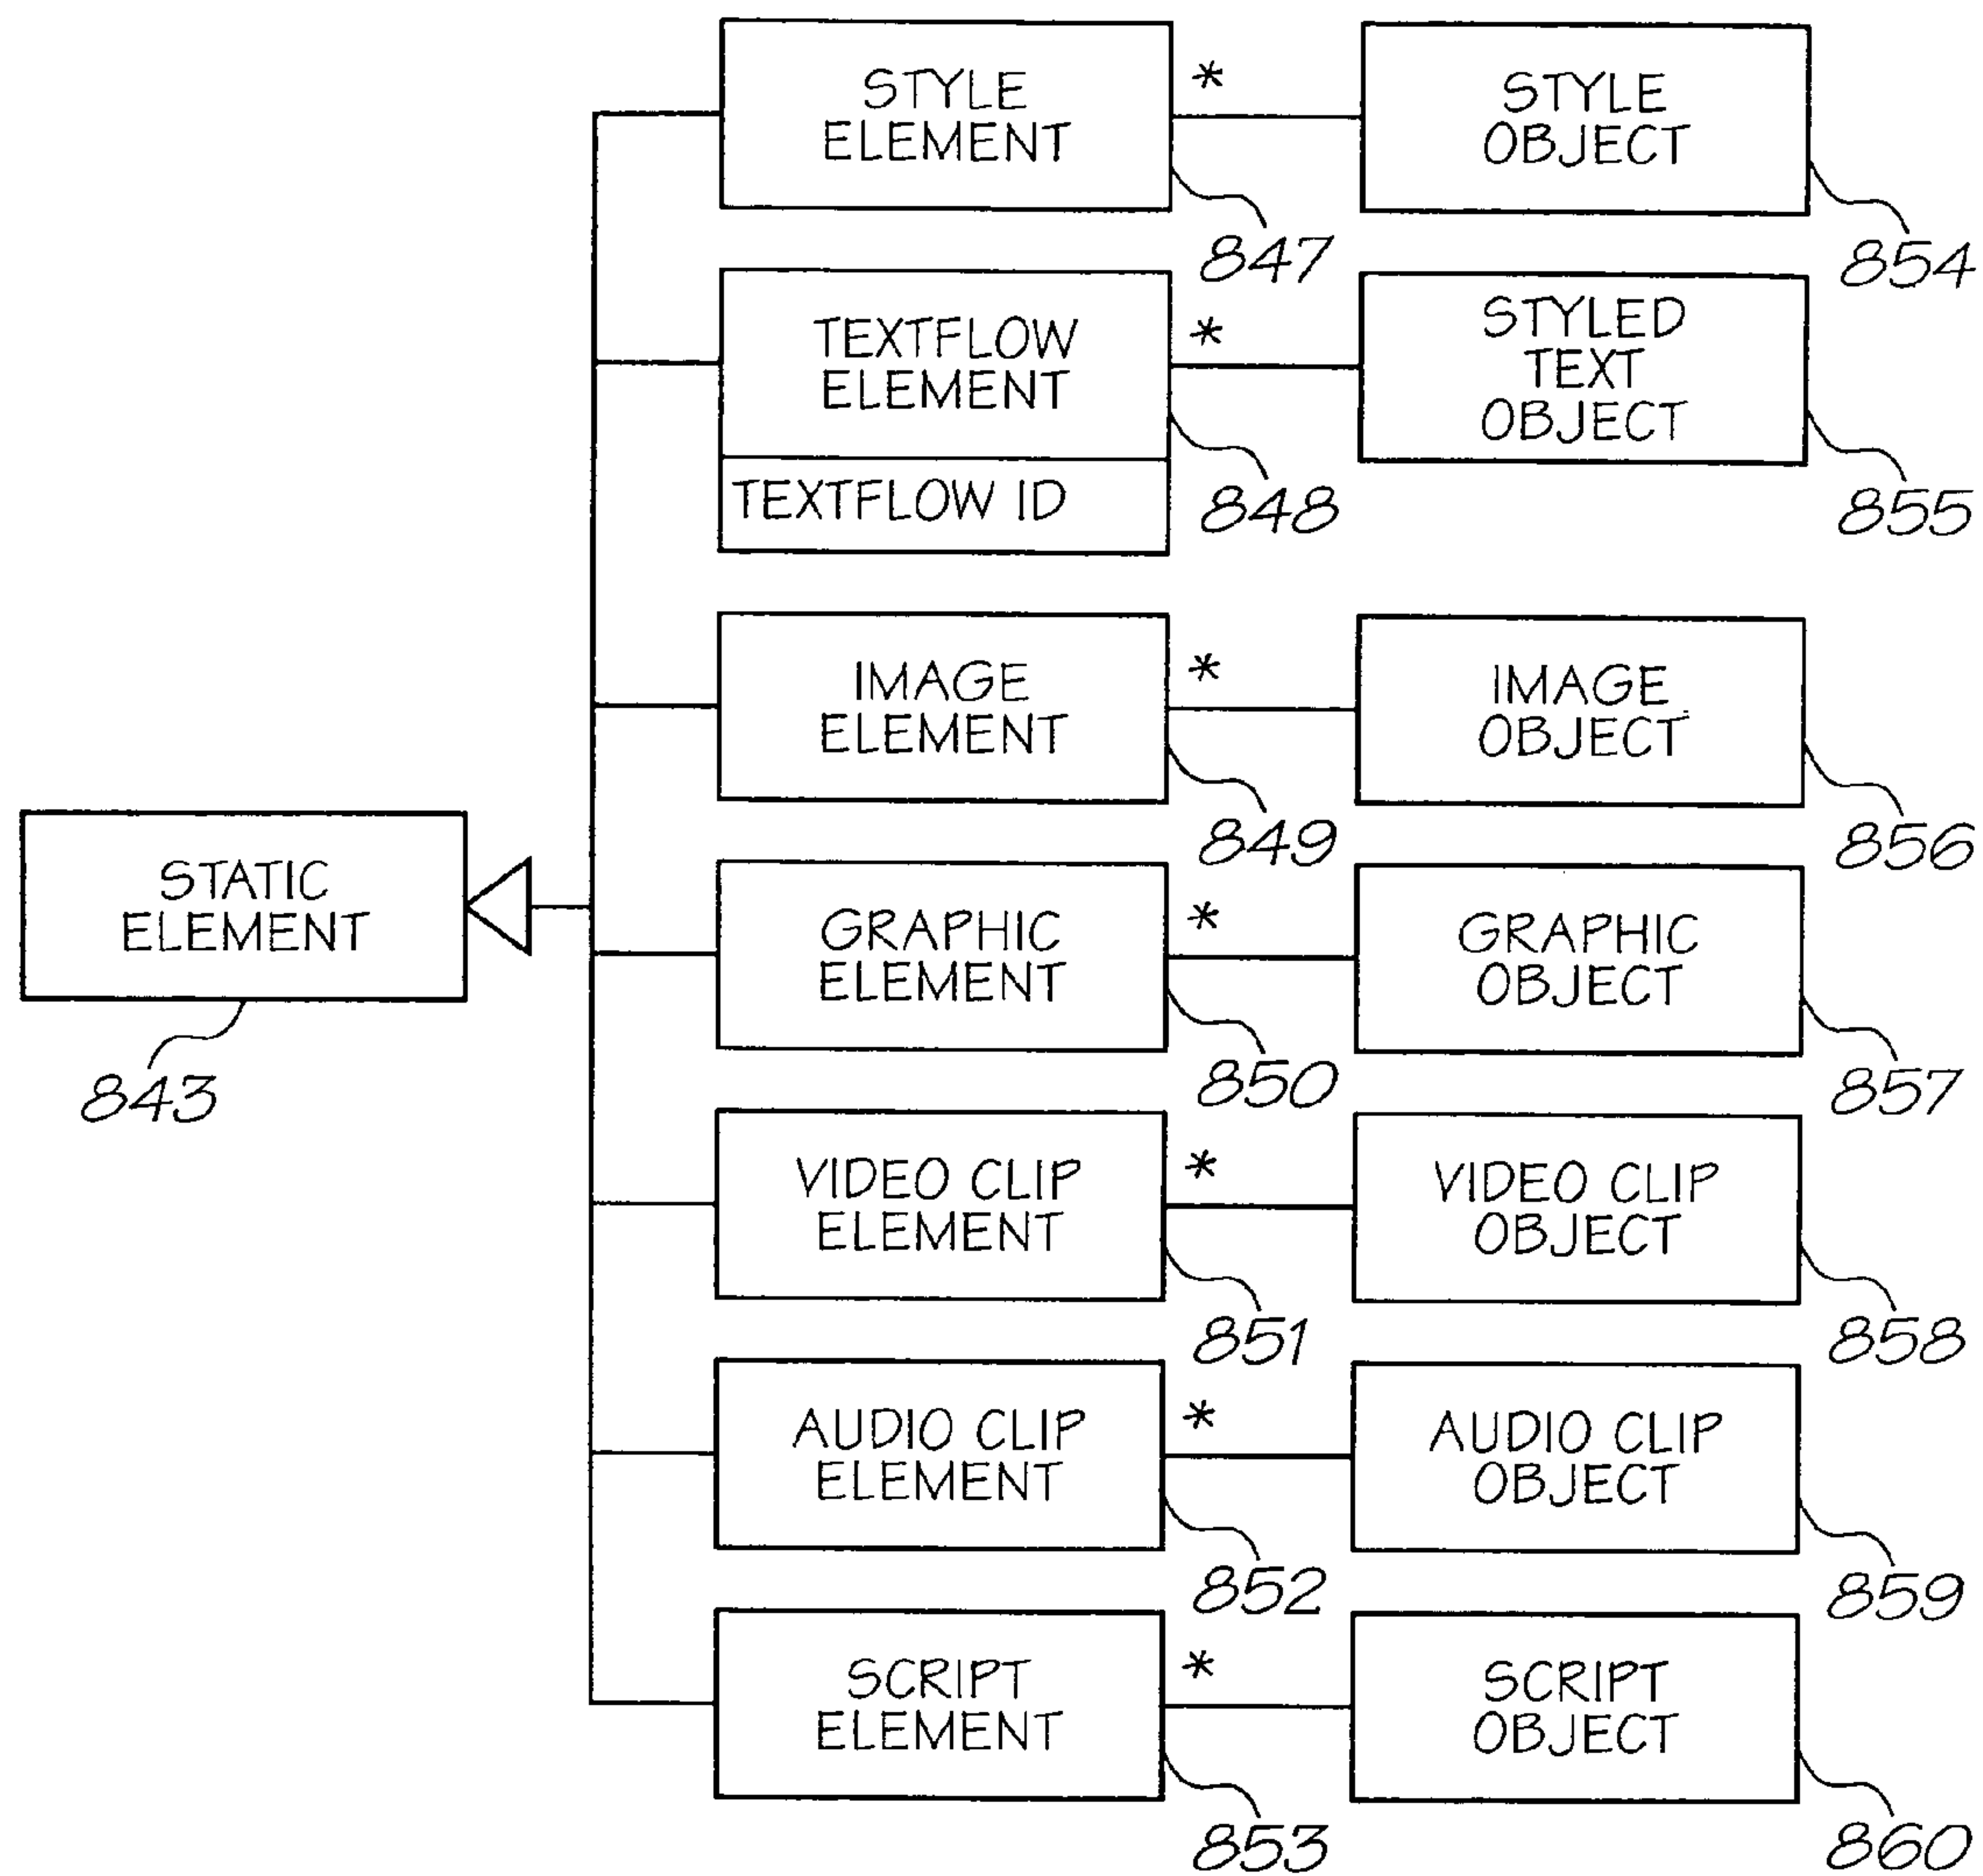 STYLE
ELEMENT
*
STYLE
OBJECT
847
854
TEXTFLOW
ELEMENT
TEXTFLOW ID
*
STYLED
TEXT
OBJECT
848
855
IMAGE
ELEMENT
*
IMAGE
OBJECT
849
856
STATIC
ELEMENT
843
GRAPHIC
ELEMENT
*
GRAPHIC
OBJECT
850
857
VIDEO CLIP
ELEMENT
*
VIDEO CLIP
OBJECT
851
858
AUDIO CLIP
ELEMENT
*
AUDIO CLIP
OBJECT
852
859
SCRIPT
ELEMENT
*
SCRIPT
OBJECT
853
860